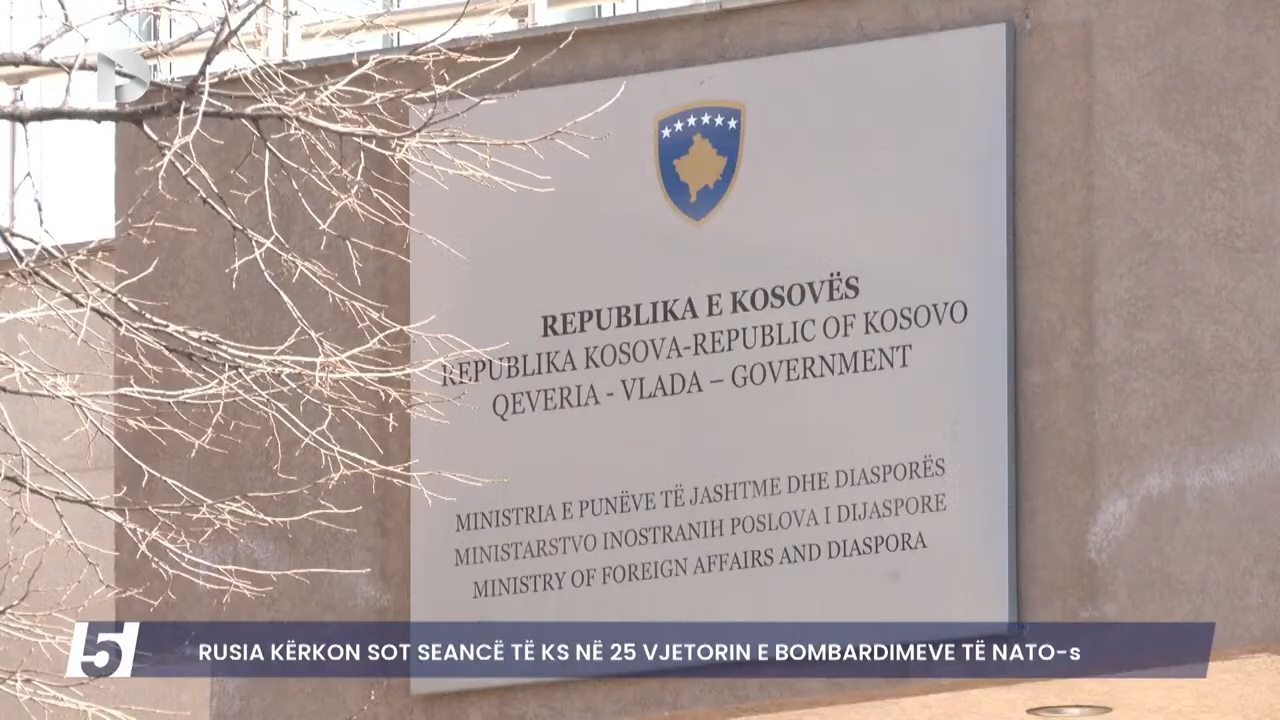 REPUBLIKA E KOSOVËS
REPUBLIKA KOSOVA-REPUBLIC OF KOSOVO
QEVERIA - VLADA – GOVERNMENT
MINISTRIA E PUNËVE TË JASHTME DHE DIASPORËS
MINISTARSTVO INOSTRANIH POSLOVA I DIJASPORE
MINISTRY OF FOREIGN AFFAIRS AND DIASPORA
5 RUSIA KËRKON SOT SEANCË TË KS NË 25 VJETORIN E BOMBARDIMEVE TË NATO-s